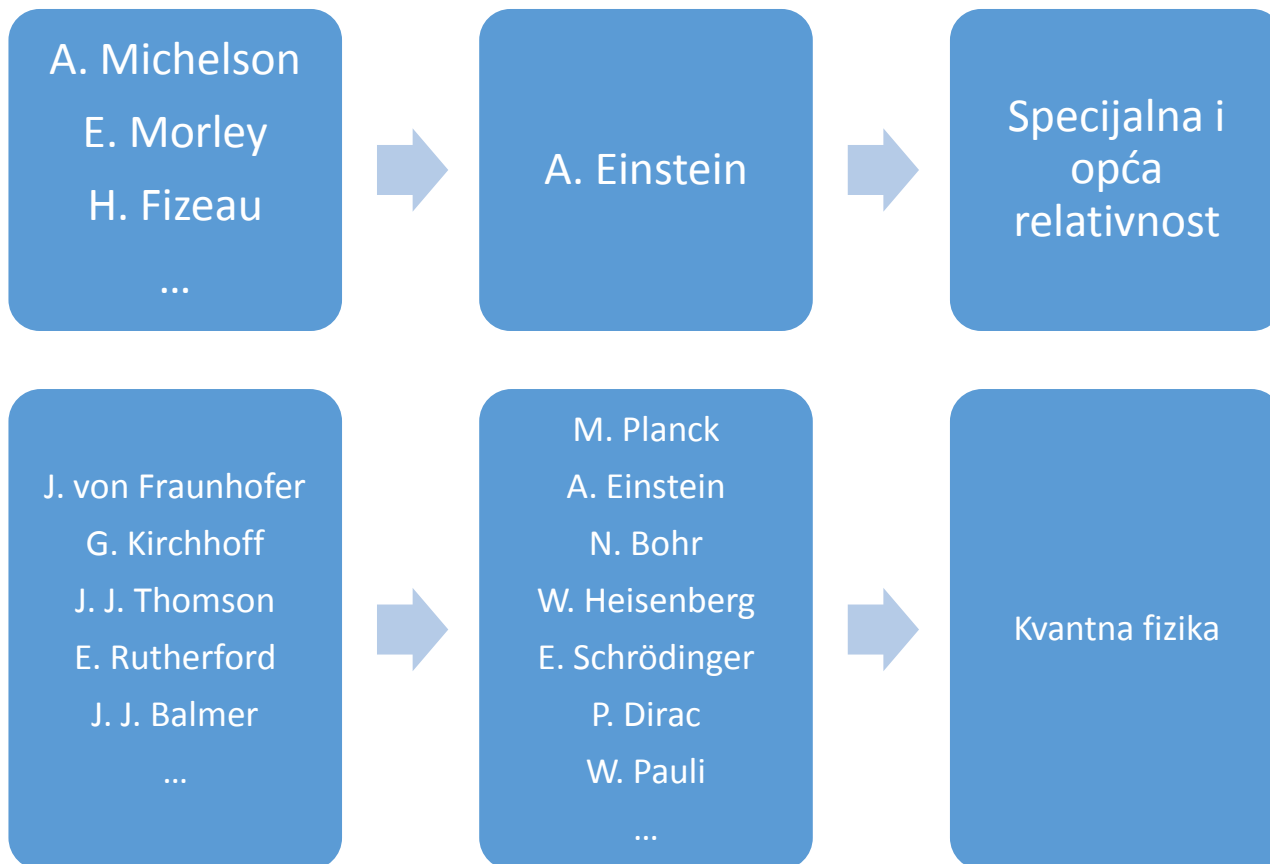 A. Michelson
E. Morley
H. Fizeau
...
A. Einstein
Specijalna i
opća
relativnost
J. von Fraunhofer
G. Kirchhoff
J. J. Thomson
E. Rutherford
J. J. Balmer
...
M. Planck
A. Einstein
N. Bohr
W. Heisenberg
E. Schrödinger
P. Dirac
W. Pauli
...
Kvantna fizika